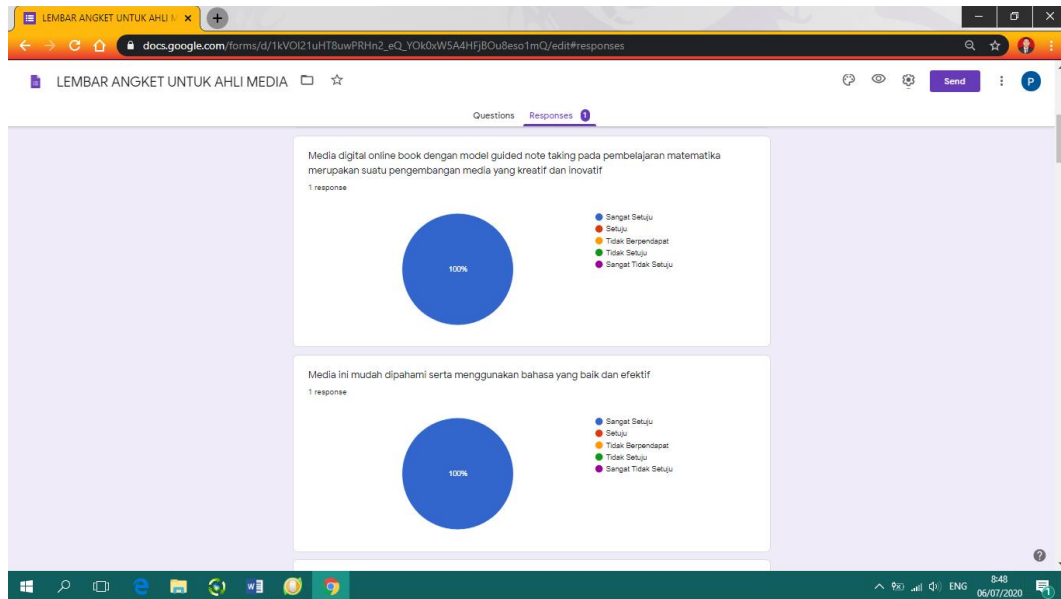 LEMBAR ANGKET UNTUK AHLI M
docs.google.com/forms/d/1kVOI21uHT8uwPRHn2_eQ_YOk0xWSA4HFjBOu8eso1mQ/edit#responses
LEMBAR ANGKET UNTUK AHLI MEDIA
Send
P
Questions Responses 1
Media digital online book dengan model guided note taking pada pembelajaran matematika
merupakan suatu pengembangan media yang kreatif dan inovatif
1 response
100%
Sangat Setuju
Setuju
Tidak Berpendapat
Tidak Setuju
Sangat Tidak Setuju
Media ini mudah dipahami serta menggunakan bahasa yang baik dan efektif
1 response
100%
Sangat Setuju
Setuju
Tidak Berpendapat
Tidak Setuju
Sangat Tidak Setuju
ENG
8:48
06/07/2020